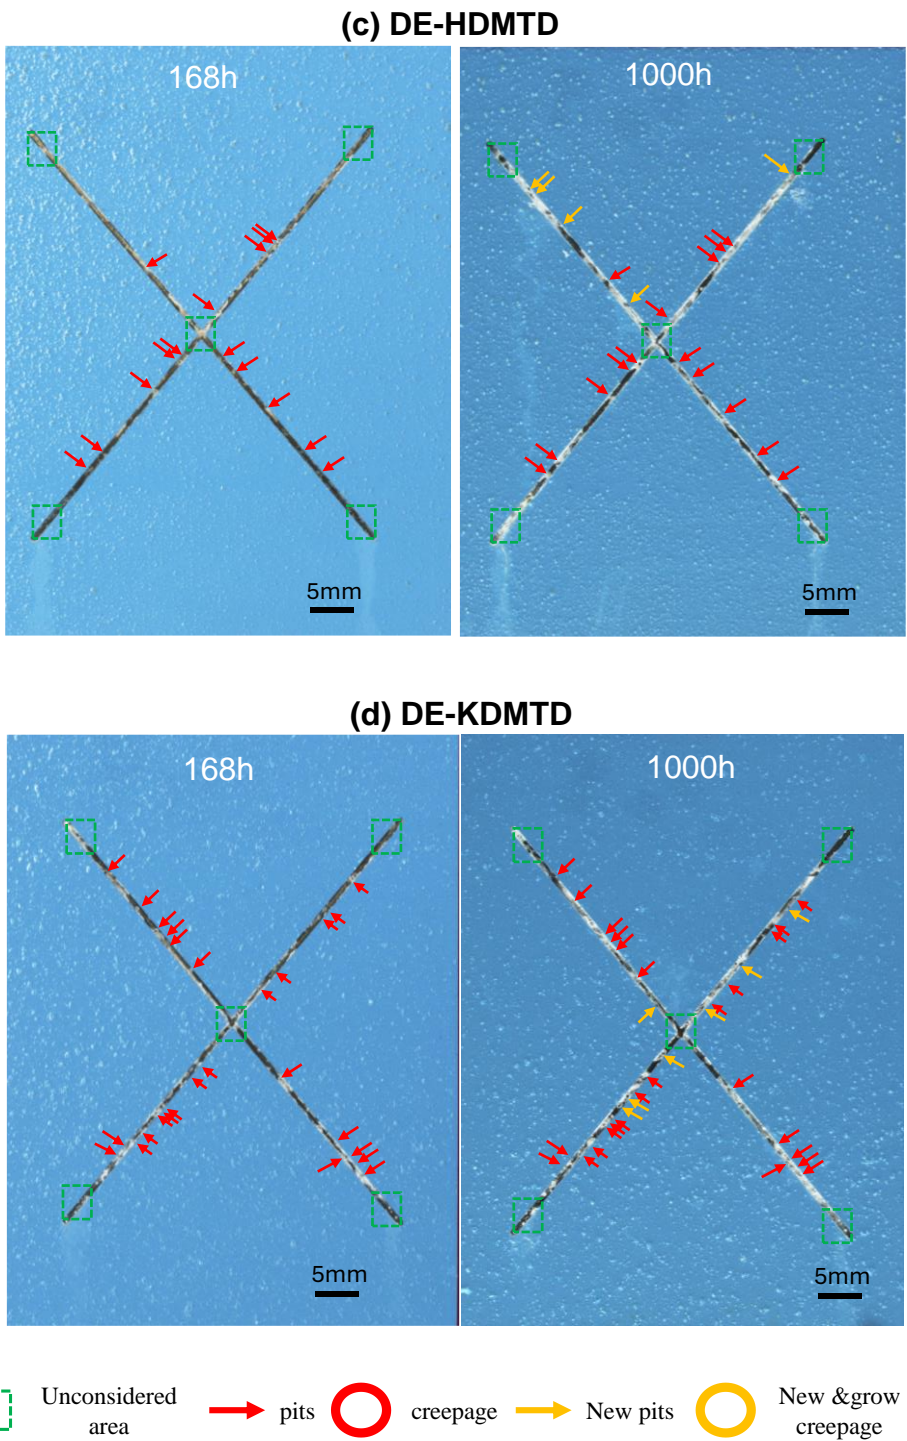 (c) DE-HDMTD
168h
1000h
5mm
5mm
(d) DE-KDMTD
168h
1000h
5mm
5mm
Unconsidered
area
pits
creepage
New pits
New &grow
creepage